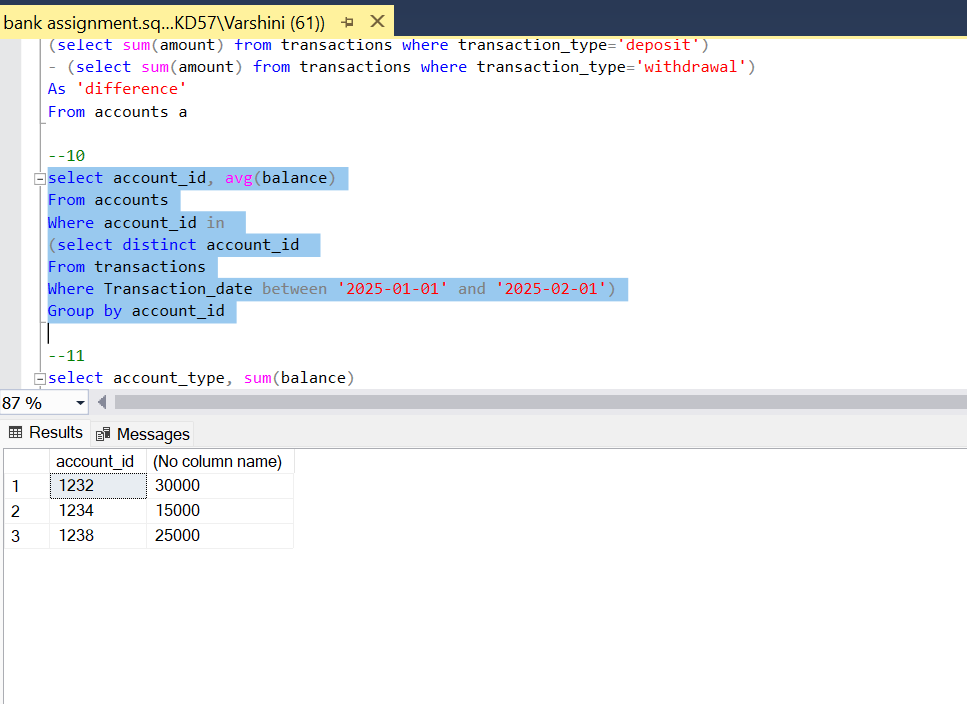 bank assignment.sq...KD57\Varshini (61))
(select sum(amount) from transactions where transaction_type='deposit')
- (select sum(amount) from transactions where transaction_type='withdrawal')
As 'difference'
From accounts a
--10
select account_id, avg(balance)
From accounts
Where account_id in
(select distinct account_id
From transactions
Where Transaction_date between '2025-01-01' and '2025-02-01')
Group by account_id
--11
select account_type, sum(balance)
87 %
Results Messages
account_id (No column name)
1 1232 30000
2 1234 15000
3 1238 25000